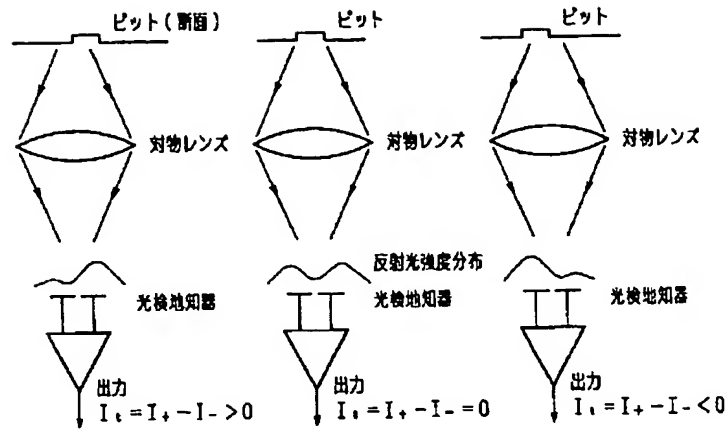 ピット(断面)
ピット
ピット
対物レンズ
対物レンズ
対物レンズ
反射光強度分布
光検地知器
光検地知器
光検地知器
出力
出力
出力
Iₜ=I₊−I₋>0
Iₜ=I₊−I₋=0
Iₜ=I₊−I₋<0